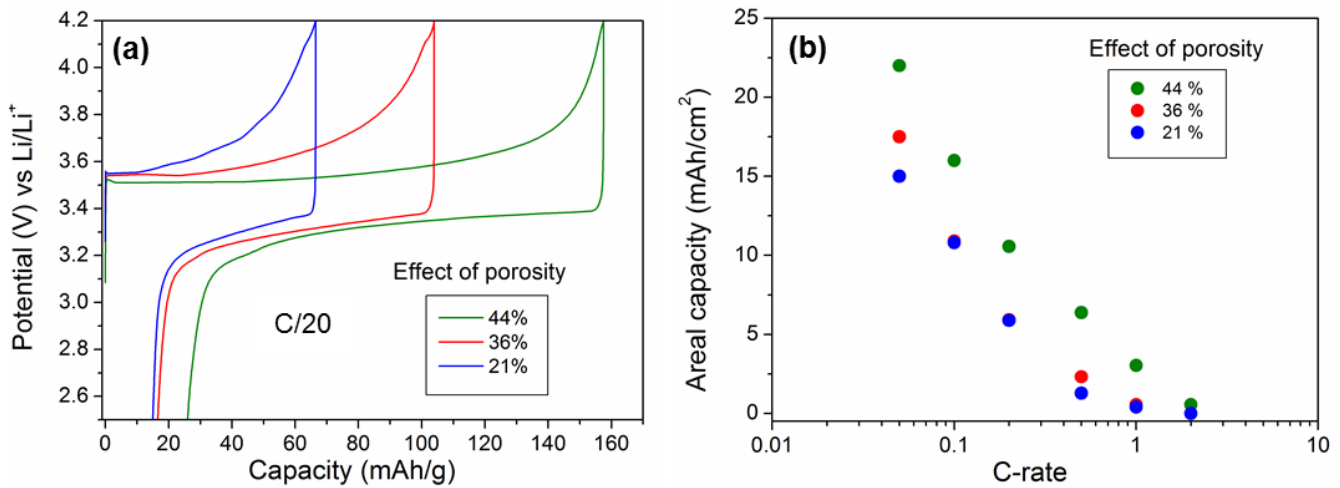 (a)
Potential (V) vs Li/Li⁺
4.2
4.0
3.8
3.6
3.4
3.2
3.0
2.8
2.6
Effect of porosity
C/20
44%
36%
21%
0 20 40 60 80 100 120 140 160
Capacity (mAh/g)
(b)
Areal capacity (mAh/cm²)
25
20
15
10
5
0
Effect of porosity
44 %
36 %
21 %
0.01 0.1 1 10
C-rate